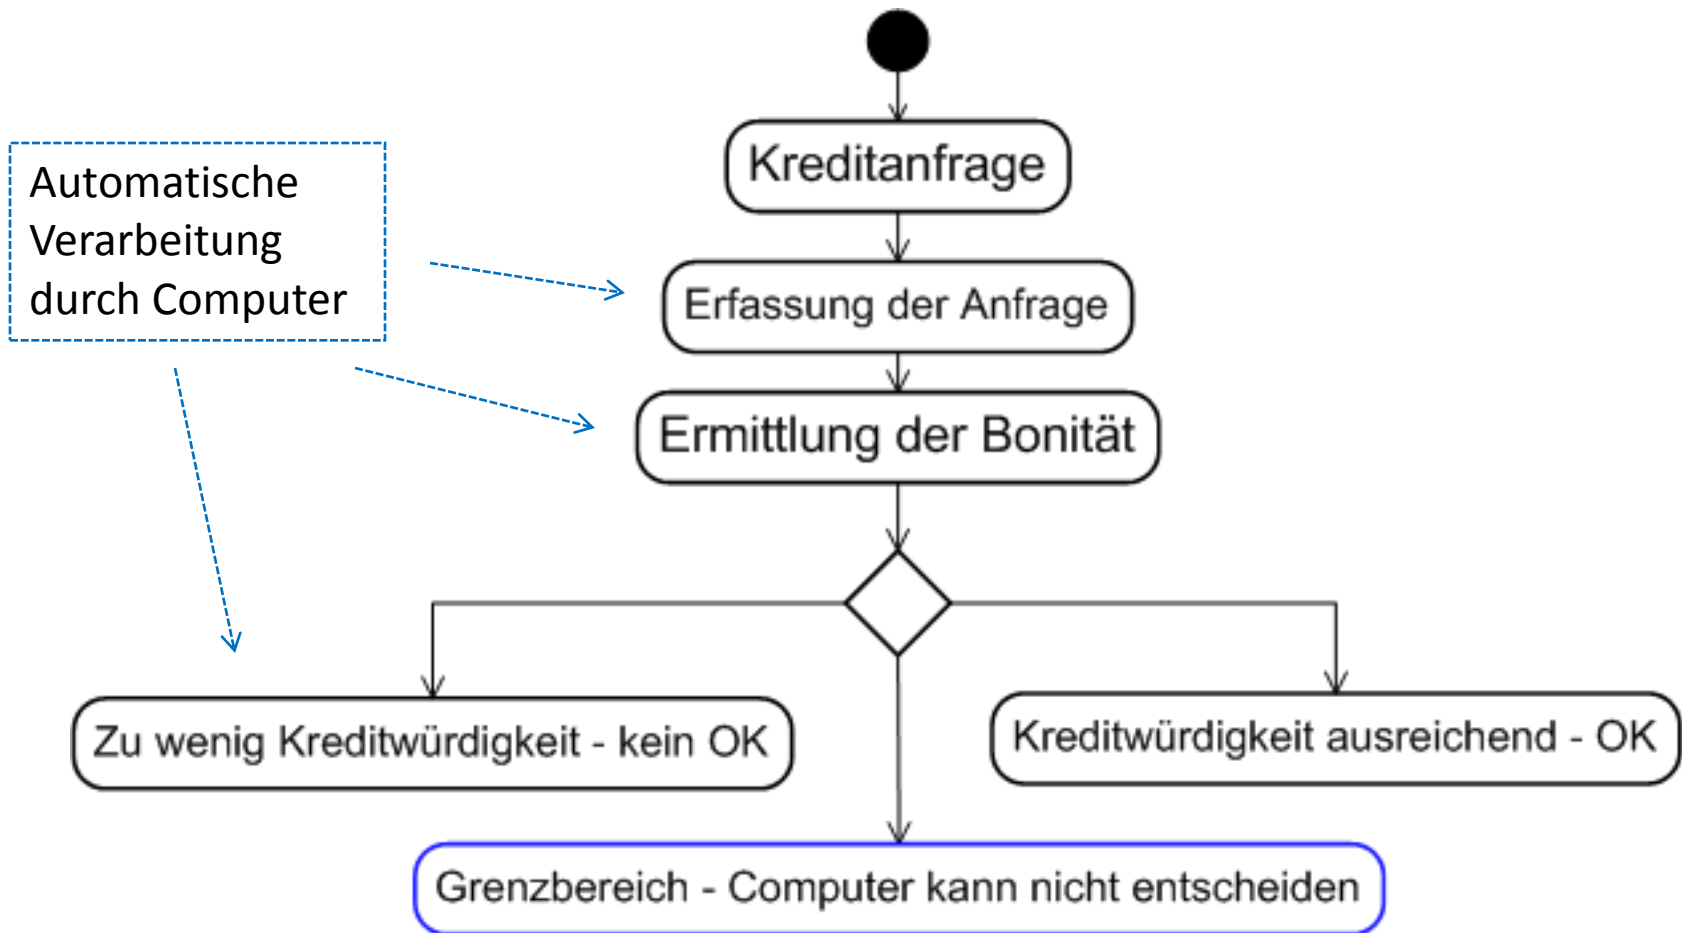 Kreditanfrage
Automatische
Verarbeitung
durch Computer
Erfassung der Anfrage
Ermittlung der Bonität
Zu wenig Kreditwürdigkeit - kein OK
Kreditwürdigkeit ausreichend - OK
Grenzbereich - Computer kann nicht entscheiden